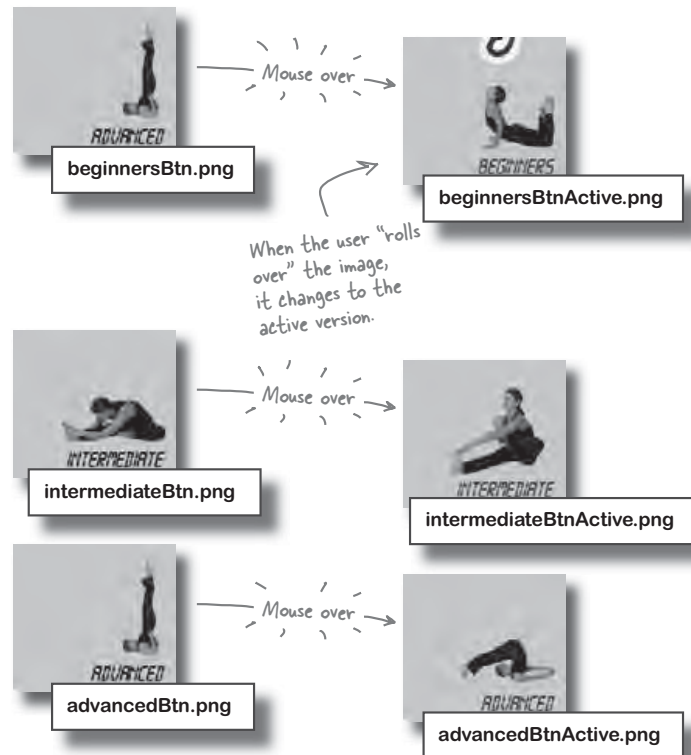 Mouse over
ADVANCED
BEGINNERS
beginnersBtn.png
beginnersBtnActive.png
When the user "rolls
over" the image,
it changes to the
active version.
Mouse over
INTERMEDIATE
INTERMEDIATE
intermediateBtn.png
intermediateBtnActive.png
Mouse over
ADVANCED
ADVANCED
advancedBtn.png
advancedBtnActive.png